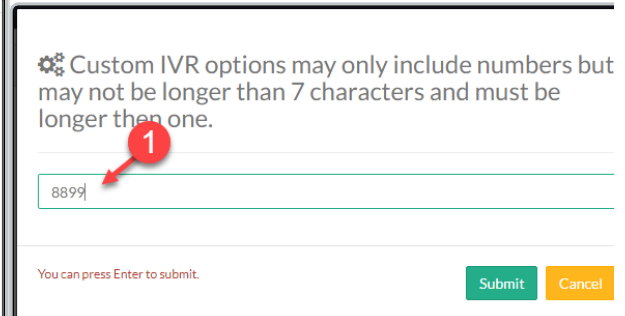 Custom IVR options may only include numbers but
may not be longer than 7 characters and must be
longer then one.
1
8899
You can press Enter to submit.
Submit
Cancel